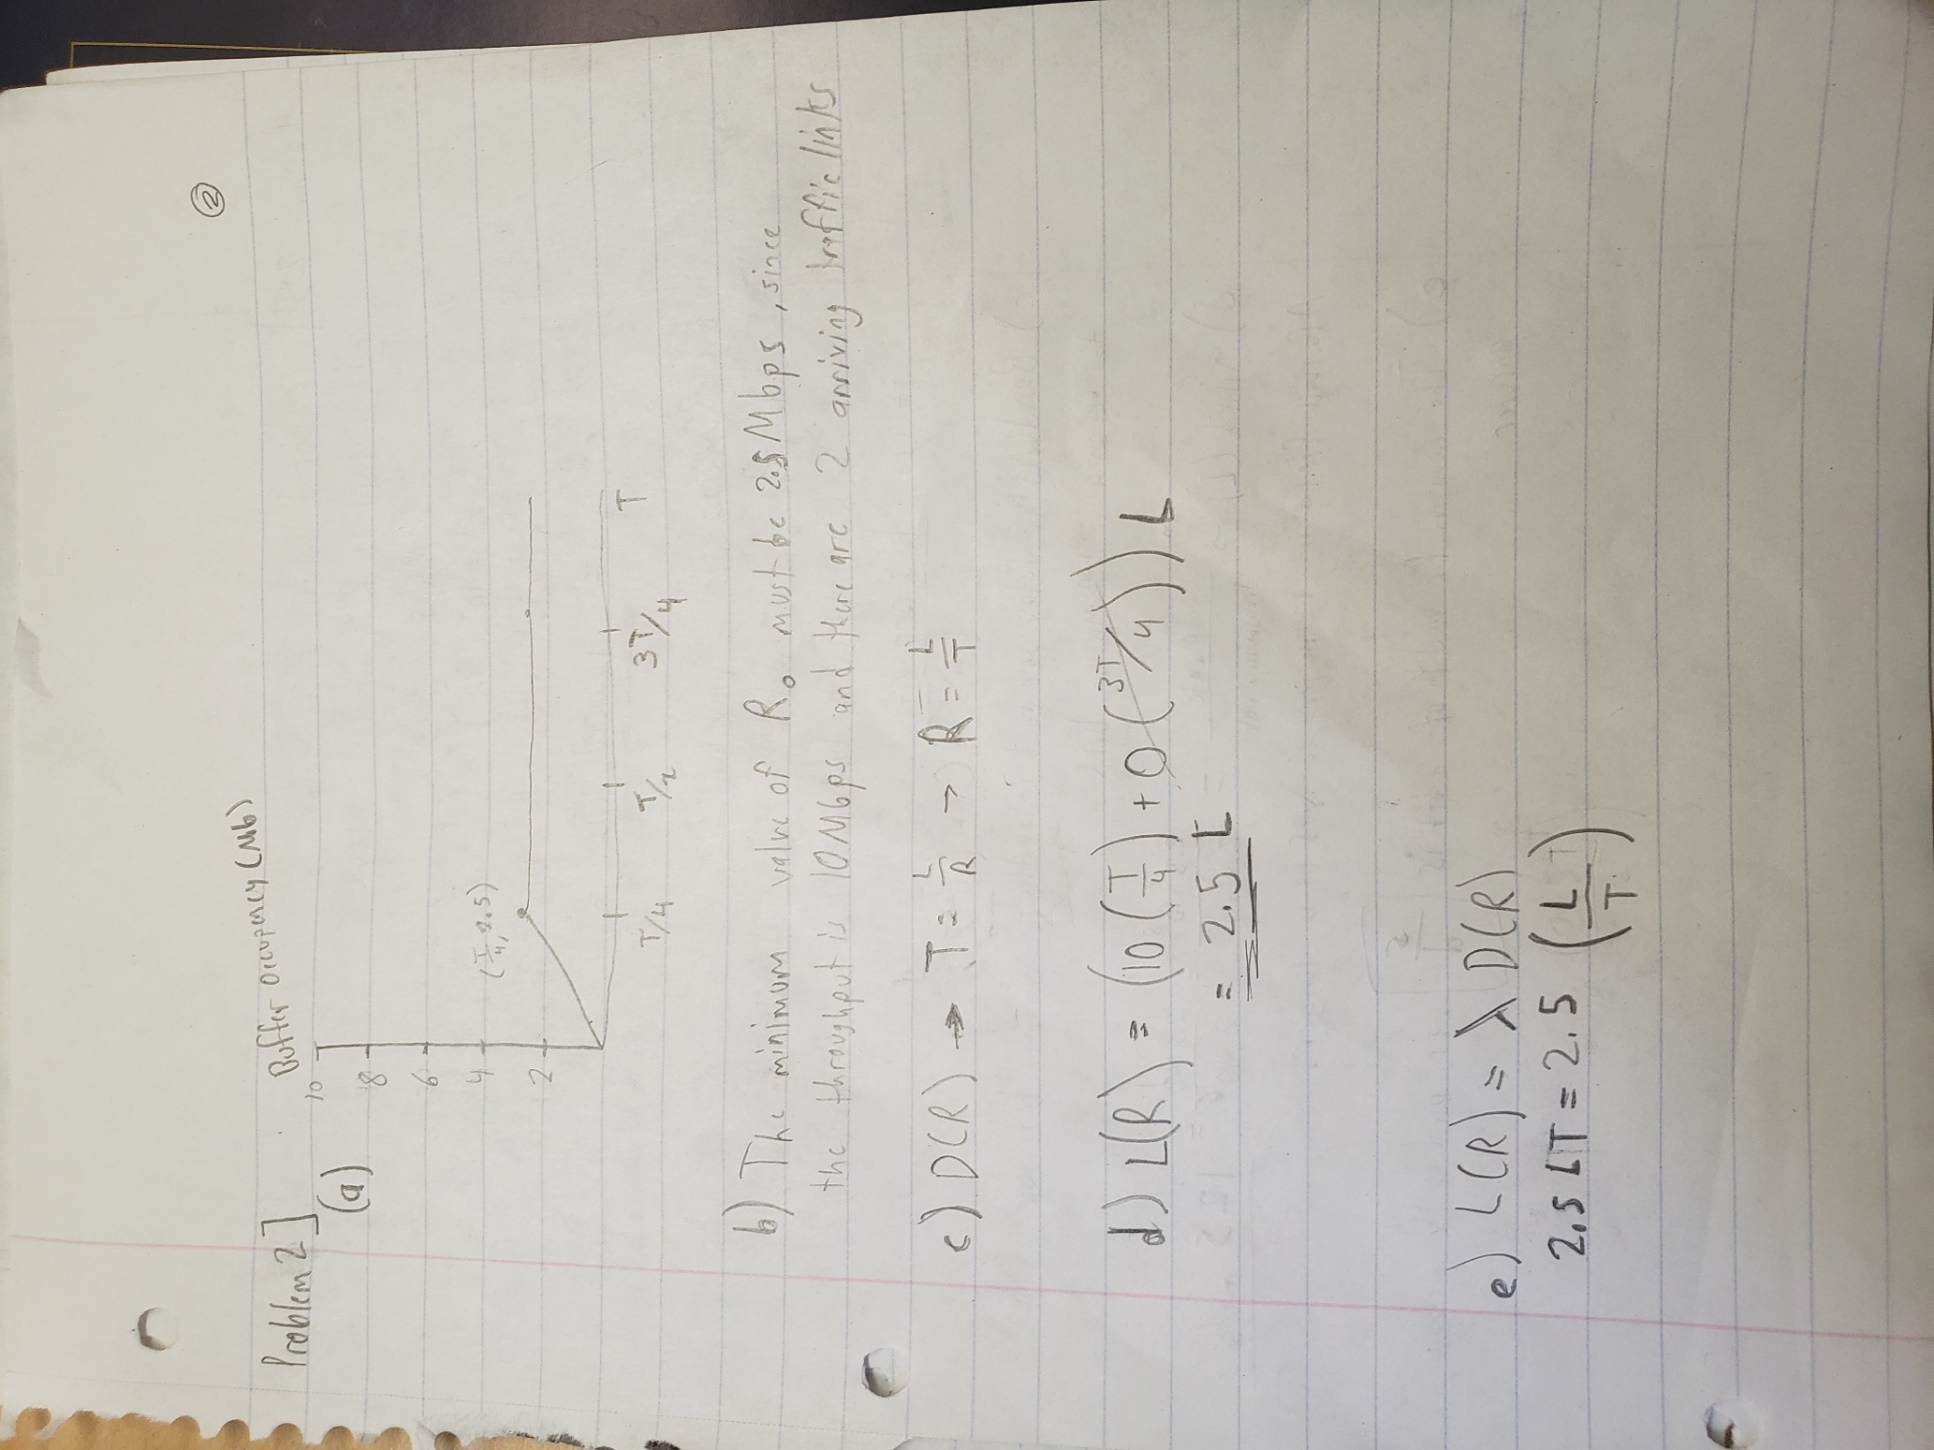 ②
Problem 2]
Buffer occupancy (Mb)
(a)
10
8
6
4
2
(T/4, 2.5)
T/4 T/2 3T/4 T
b) The minimum value of R₀ must be 2.5 Mbps, since
the throughput is 10 Mbps and there are 2 arriving traffic links
c) D(R) → T = L/R → R = L/T
d) L(R) = (10 (T/4) + 0 (3T/4)) L
= 2.5 L
e) L(R) = λ D(R)
2.5 LT = 2.5 (L/T)